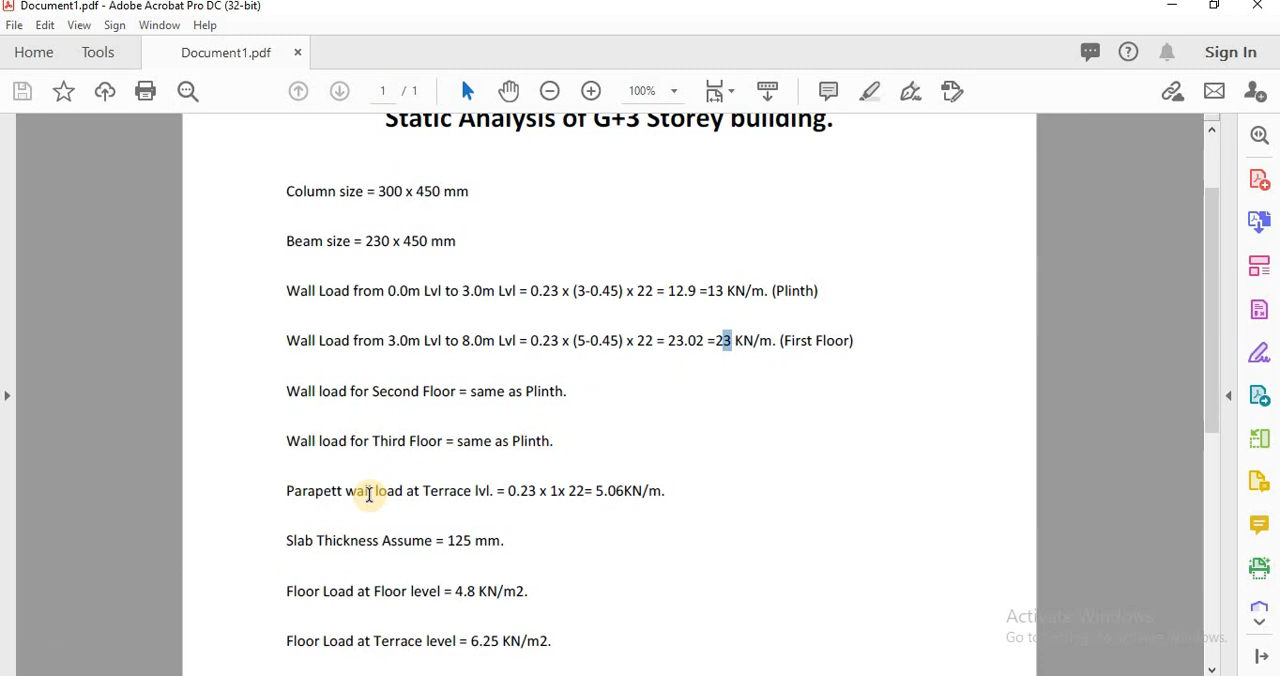 Document1.pdf - Adobe Acrobat Pro DC (32-bit)
File Edit View Sign Window Help
Home Tools Document1.pdf × Sign In
1 / 1 100%
Static Analysis of G+3 Storey building.
Column size = 300 x 450 mm
Beam size = 230 x 450 mm
Wall Load from 0.0m Lvl to 3.0m Lvl = 0.23 x (3-0.45) x 22 = 12.9 =13 KN/m. (Plinth)
Wall Load from 3.0m Lvl to 8.0m Lvl = 0.23 x (5-0.45) x 22 = 23.02 =23 KN/m. (First Floor)
Wall load for Second Floor = same as Plinth.
Wall load for Third Floor = same as Plinth.
Parapett wall load at Terrace lvl. = 0.23 x 1x 22= 5.06KN/m.
Slab Thickness Assume = 125 mm.
Floor Load at Floor level = 4.8 KN/m2.
Floor Load at Terrace level = 6.25 KN/m2.
Activate Windows
Go to Settings to activate Windows.